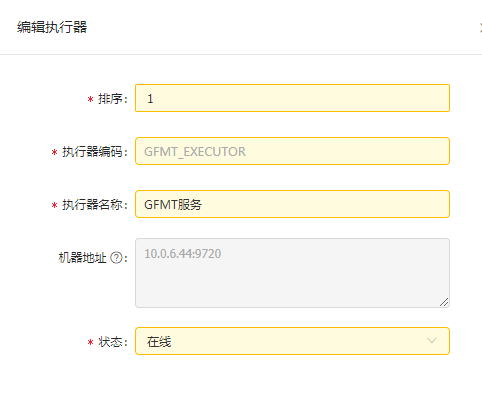 编辑执行器
* 排序: 1
* 执行器编码: GFMT_EXECUTOR
* 执行器名称: GFMT服务
机器地址 ?: 10.0.6.44:9720
* 状态: 在线